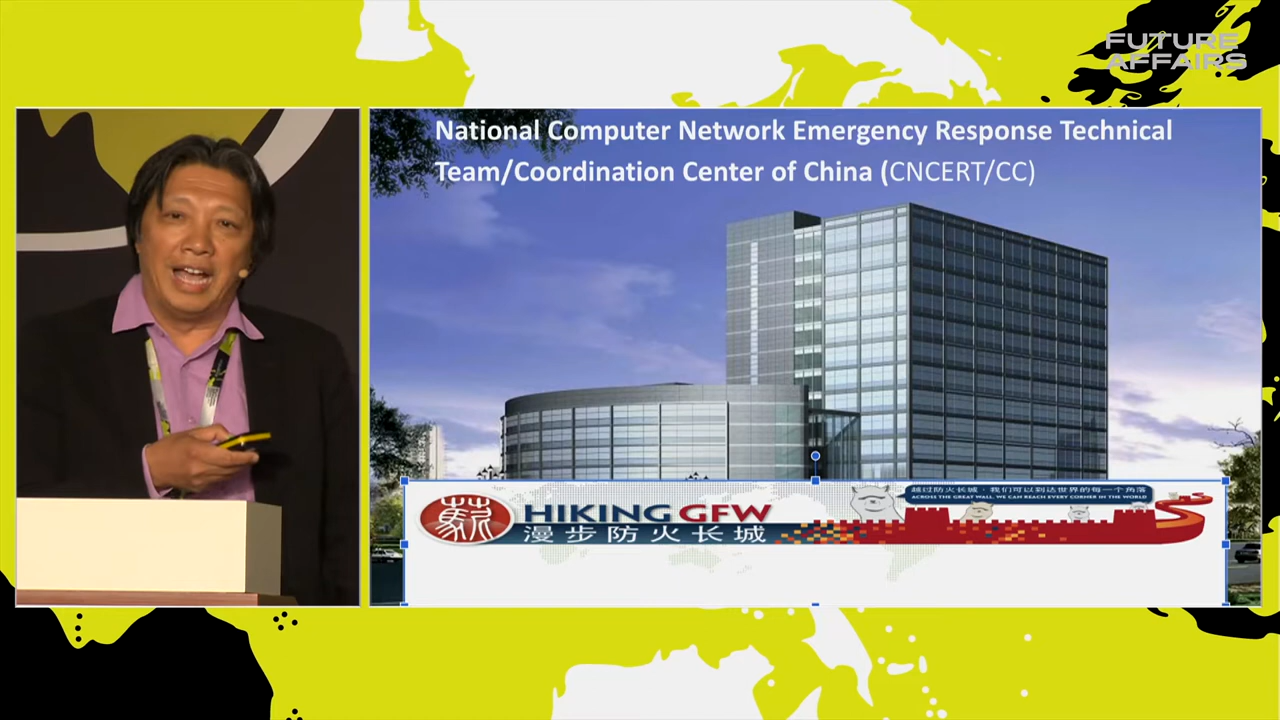 FUTURE
AFFAIRS
National Computer Network Emergency Response Technical
Team/Coordination Center of China (CNCERT/CC)
越过防火长城，我们可以到达世界的每一个角落
ACROSS THE GREAT WALL, WE CAN REACH EVERY CORNER IN THE WORLD
HIKING GFW
漫步防火长城